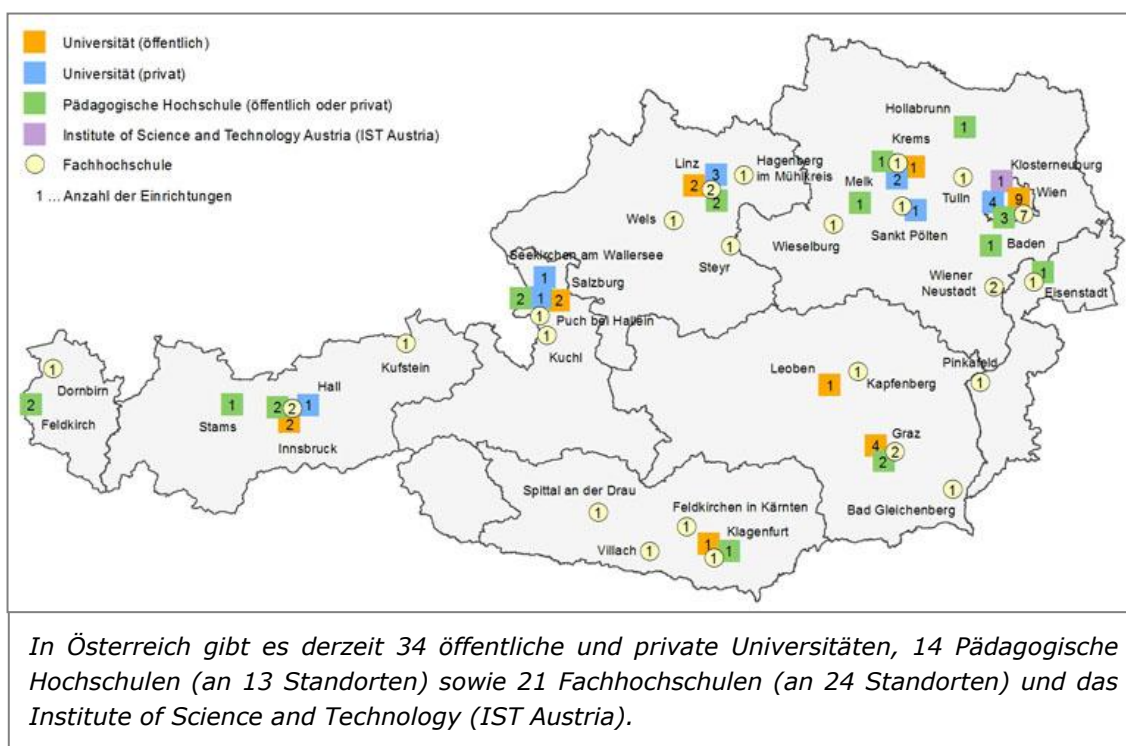 Universität (öffentlich)
Universität (privat)
Pädagogische Hochschule (öffentlich oder privat)
Institute of Science and Technology Austria (IST Austria)
Fachhochschule
1 ... Anzahl der Einrichtungen
Hollabrunn
1
Krems
1 1 1
2
Klosterneuburg
1
Wien
4 9
3 7
Linz
3
2 2
2
Hagenberg
im Mühlkreis
1
Melk
1
Tulln
1
1 1
Sankt Pölten
Wels
1
Wieselburg
1
Steyr
1
Baden
1
Seekirchen am Wallersee
1
Salzburg
2 1 2
1
Puch bei Hallein
1
Kuchl
Wiener
Neustadt
2
1
1
Eisenstadt
Kufstein
1
Dornbirn
1
2
Feldkirch
Stams
1
Hall
2 2 1
2
Innsbruck
Leoben
1
1
Kapfenberg
Pinkafeld
1
Graz
4 2
2
Bad Gleichenberg
1
Spittal an der Drau
1
Feldkirchen in Kärnten
1
Klagenfurt
1
1 1
Villach
1
In Österreich gibt es derzeit 34 öffentliche und private Universitäten, 14 Pädagogische
Hochschulen (an 13 Standorten) sowie 21 Fachhochschulen (an 24 Standorten) und das
Institute of Science and Technology (IST Austria).